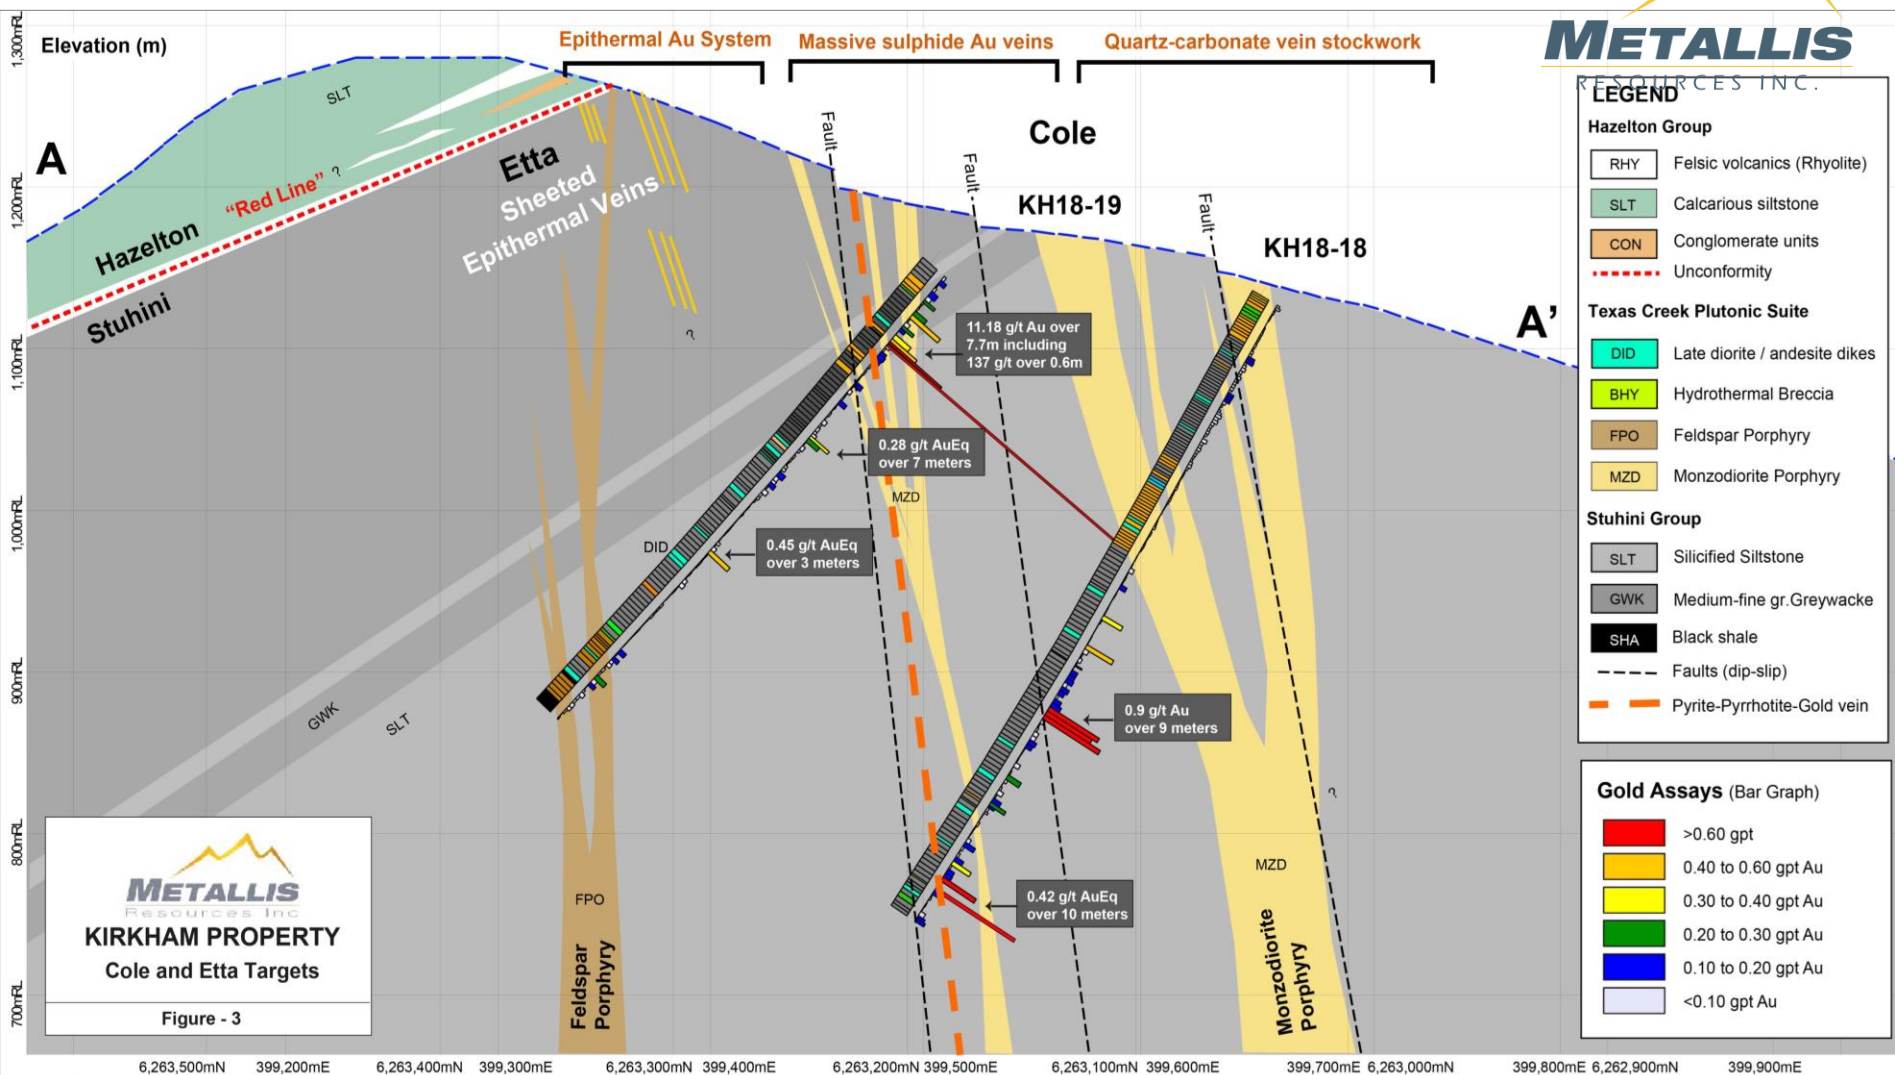 METALLIS
RESOURCES INC.
1,300mRL
1,200mRL
1,100mRL
1,000mRL
900mRL
800mRL
700mRL
Elevation (m)
Epithermal Au System
Massive sulphide Au veins
Quartz-carbonate vein stockwork
A
A’
SLT
?
“Red Line”
Hazelton
Stuhini
Etta
Sheeted
Epithermal Veins
?
Fault
Fault
Fault
Cole
KH18-19
KH18-18
11.18 g/t Au over
7.7m including
137 g/t over 0.6m
0.28 g/t AuEq
over 7 meters
0.45 g/t AuEq
over 3 meters
0.9 g/t Au
over 9 meters
0.42 g/t AuEq
over 10 meters
MZD
DID
GWK
SLT
FPO
Feldspar
Porphyry
MZD
Monzodiorite
Porphyry
?
METALLIS
Resources Inc
KIRKHAM PROPERTY
Cole and Etta Targets
Figure - 3
LEGEND
Hazelton Group
RHY Felsic volcanics (Rhyolite)
SLT Calcarious siltstone
CON Conglomerate units
Unconformity
Texas Creek Plutonic Suite
DID Late diorite / andesite dikes
BHY Hydrothermal Breccia
FPO Feldspar Porphyry
MZD Monzodiorite Porphyry
Stuhini Group
SLT Silicified Siltstone
GWK Medium-fine gr.Greywacke
SHA Black shale
Faults (dip-slip)
Pyrite-Pyrrhotite-Gold vein
Gold Assays (Bar Graph)
>0.60 gpt
0.40 to 0.60 gpt Au
0.30 to 0.40 gpt Au
0.20 to 0.30 gpt Au
0.10 to 0.20 gpt Au
<0.10 gpt Au
6,263,500mN 399,200mE 6,263,400mN 399,300mE 6,263,300mN 399,400mE 6,263,200mN 399,500mE 6,263,100mN 399,600mE 399,700mE 6,263,000mN 399,800mE 6,262,900mN 399,900mE